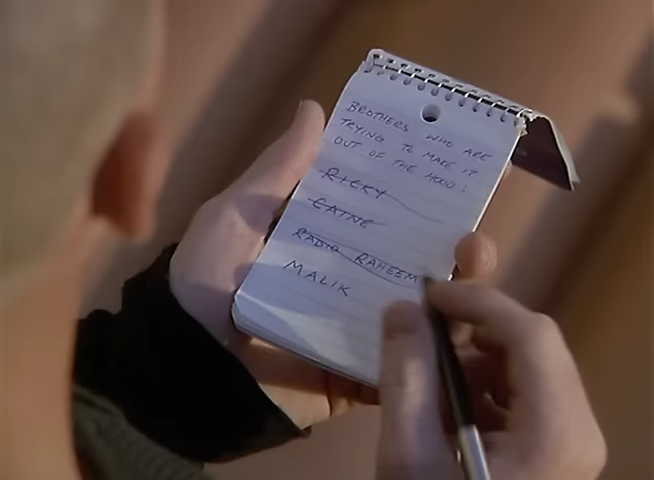 BROTHERS WHO ARE
TRYING TO MAKE IT
OUT OF THE HOOD:
RICKY
CAINE
RADIO RAHEEM
MALIK